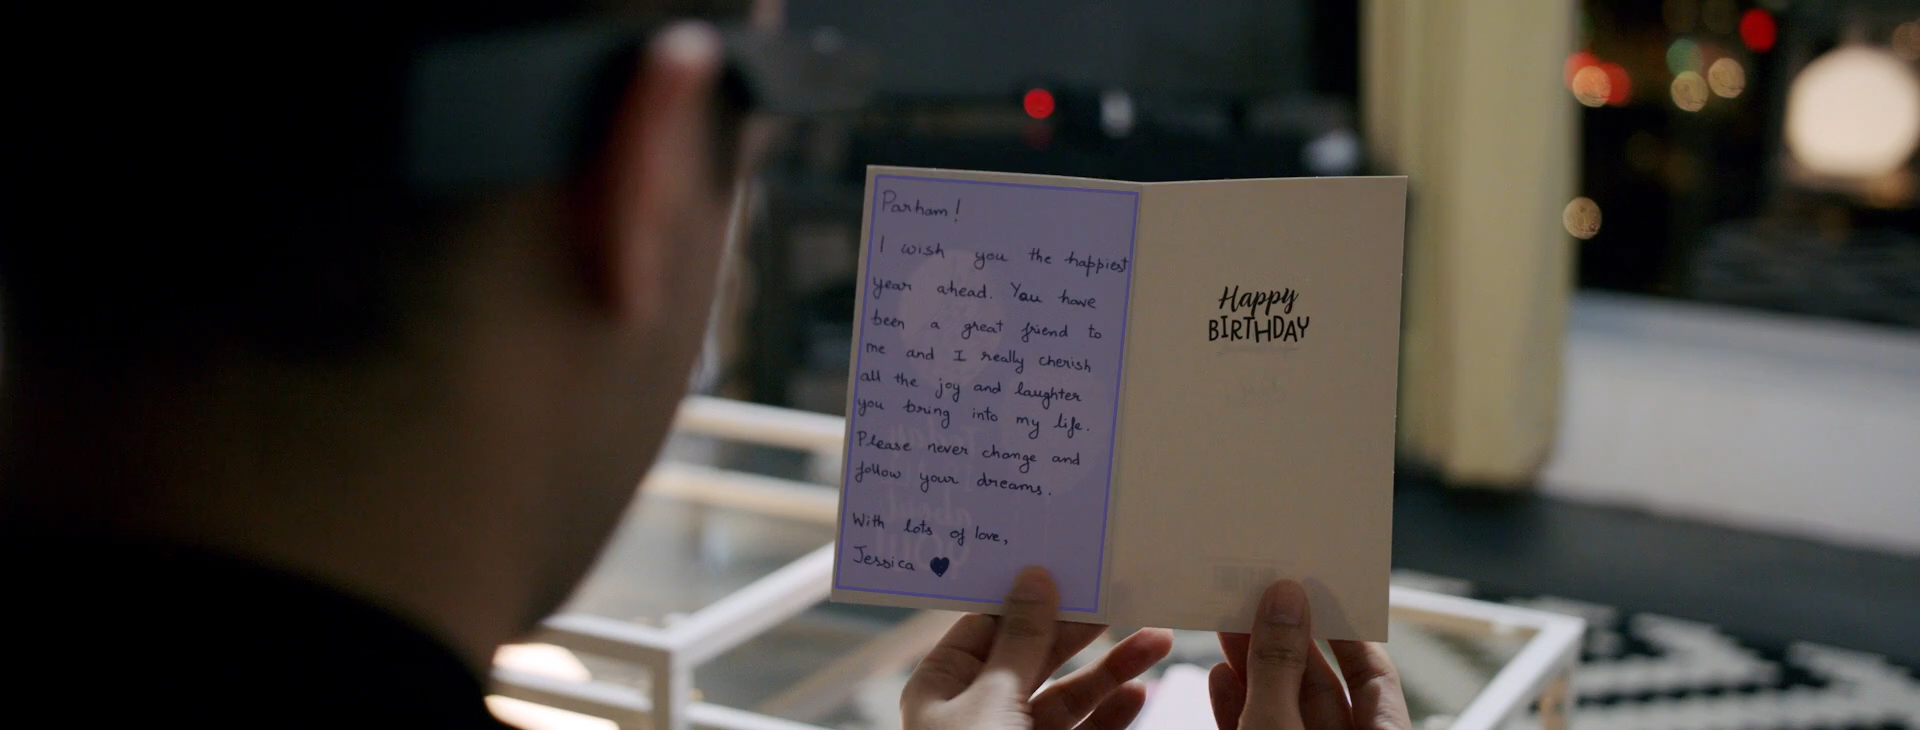 Parham!
I wish you the happiest
year ahead. You have
been a great friend to
me and I really cherish
all the joy and laughter
you bring into my life.
Please never change and
follow your dreams.
With lots of love,
Jessica
Happy
BIRTHDAY